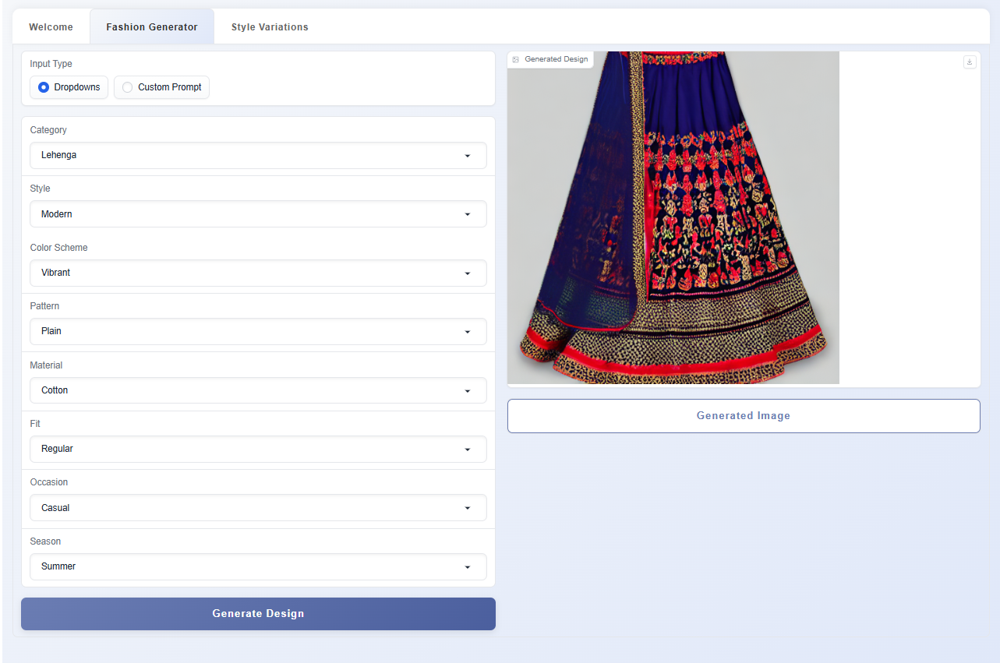 Welcome
Fashion Generator
Style Variations
Input Type
Dropdowns
Custom Prompt
Category
Lehenga
Style
Modern
Color Scheme
Vibrant
Pattern
Plain
Material
Cotton
Fit
Regular
Occasion
Casual
Season
Summer
Generate Design
Generated Design
Generated Image